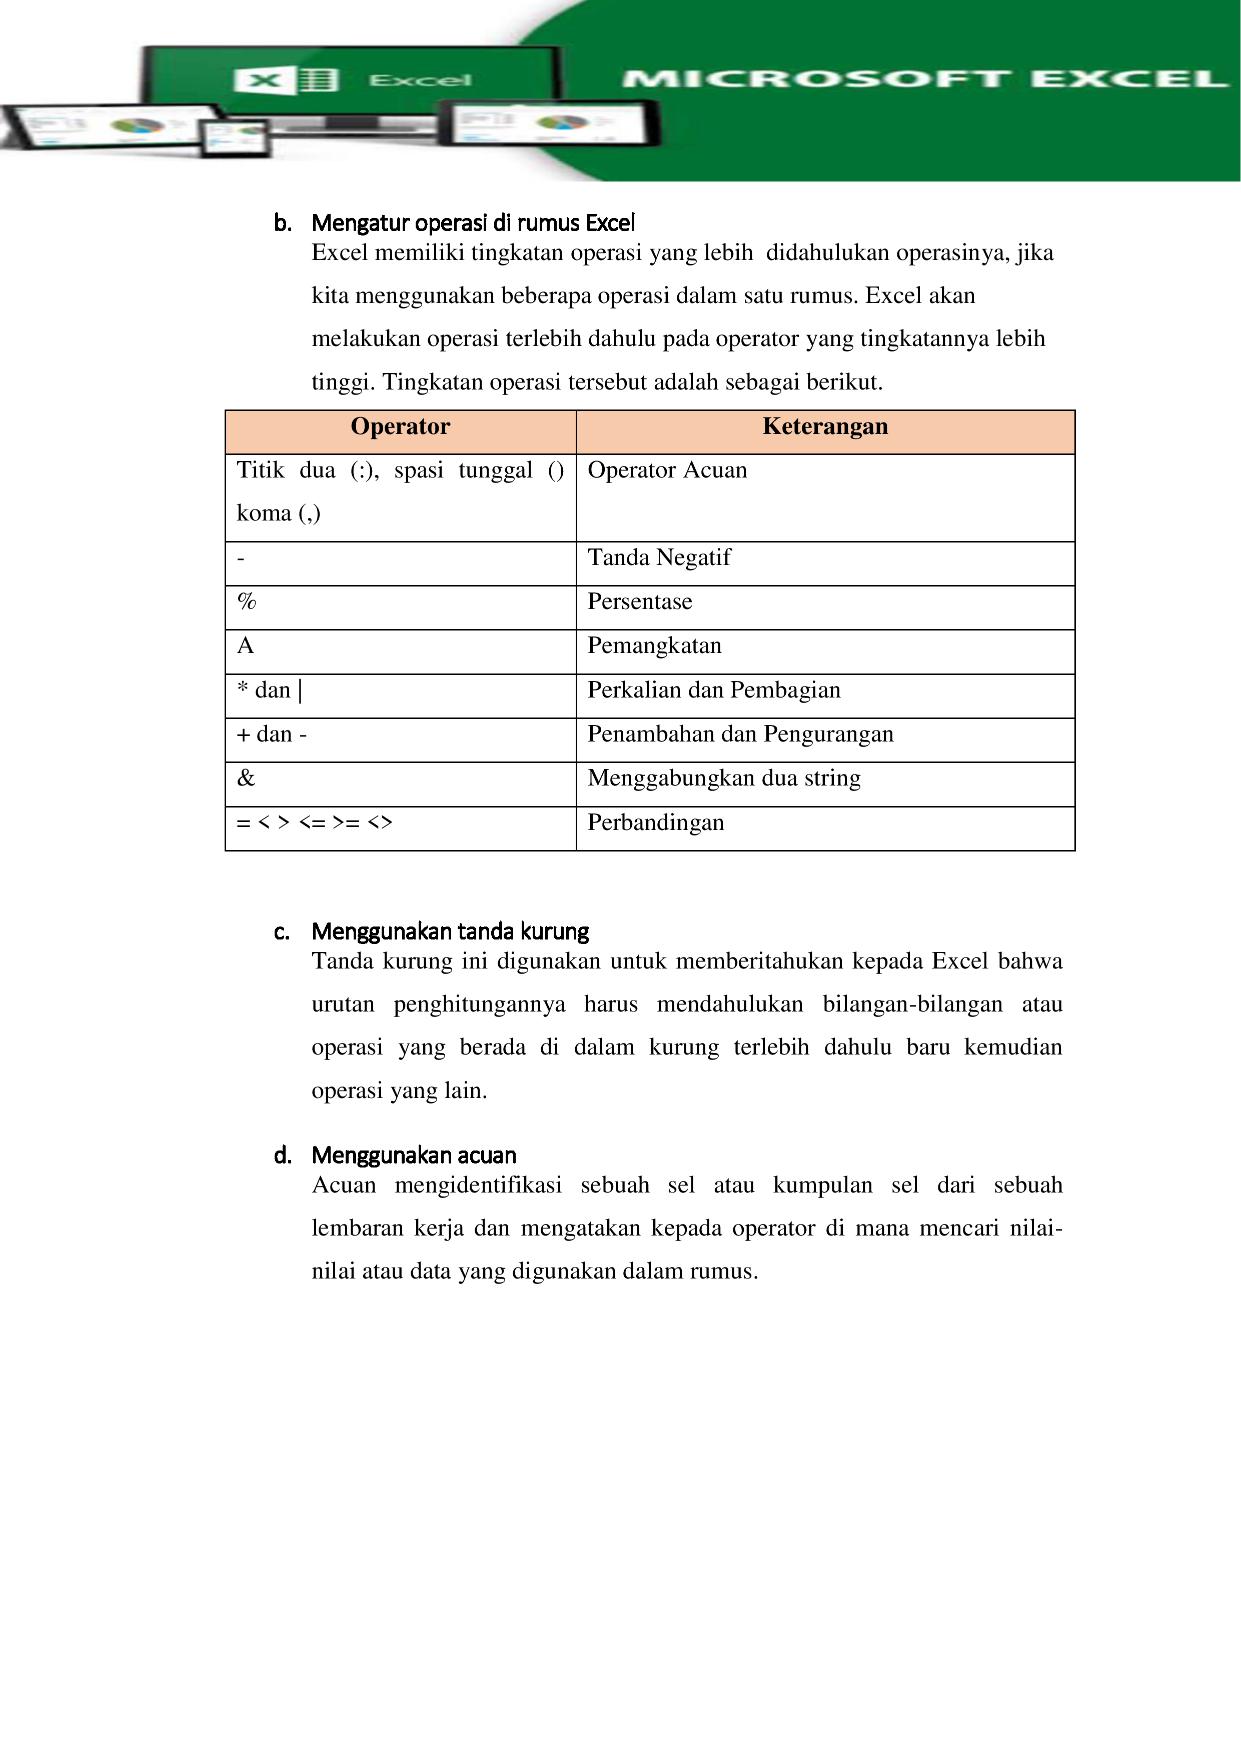 Excel
MICROSOFT EXCEL
b. Mengatur operasi di rumus Excel
Excel memiliki tingkatan operasi yang lebih didahulukan operasinya, jika
kita menggunakan beberapa operasi dalam satu rumus. Excel akan
melakukan operasi terlebih dahulu pada operator yang tingkatannya lebih
tinggi. Tingkatan operasi tersebut adalah sebagai berikut.
Operator Keterangan
Titik dua (:), spasi tunggal () Operator Acuan
koma (,)
- Tanda Negatif
% Persentase
A Pemangkatan
* dan | Perkalian dan Pembagian
+ dan - Penambahan dan Pengurangan
& Menggabungkan dua string
= < > <= >= <> Perbandingan
c. Menggunakan tanda kurung
Tanda kurung ini digunakan untuk memberitahukan kepada Excel bahwa
urutan penghitungannya harus mendahulukan bilangan-bilangan atau
operasi yang berada di dalam kurung terlebih dahulu baru kemudian
operasi yang lain.
d. Menggunakan acuan
Acuan mengidentifikasi sebuah sel atau kumpulan sel dari sebuah
lembaran kerja dan mengatakan kepada operator di mana mencari nilai-
nilai atau data yang digunakan dalam rumus.